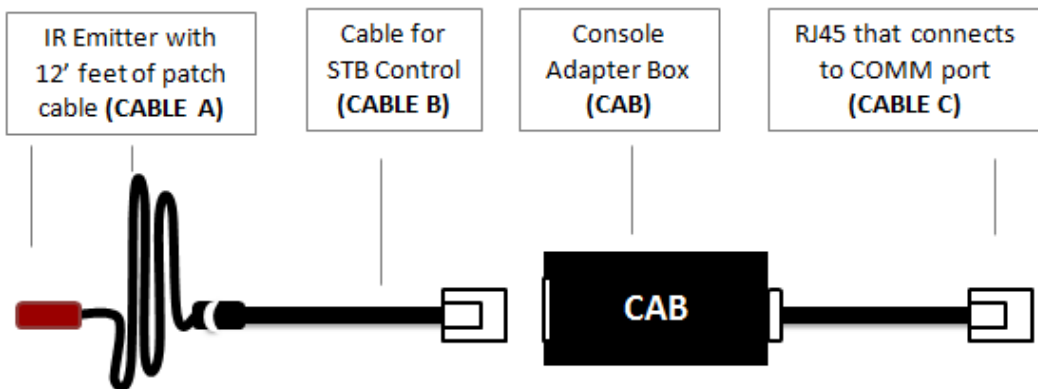 IR Emitter with
12’ feet of patch
cable (CABLE A)
Cable for
STB Control
(CABLE B)
Console
Adapter Box
(CAB)
RJ45 that connects
to COMM port
(CABLE C)
CAB